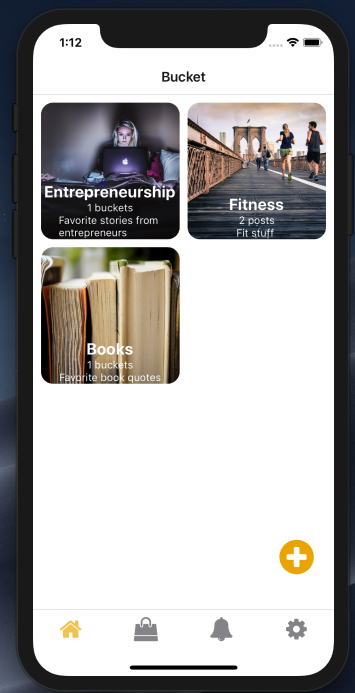 1:12
Bucket
Entrepreneurship
1 buckets
Favorite stories from
entrepreneurs
Fitness
2 posts
Fit stuff
Books
1 buckets
Favorite book quotes